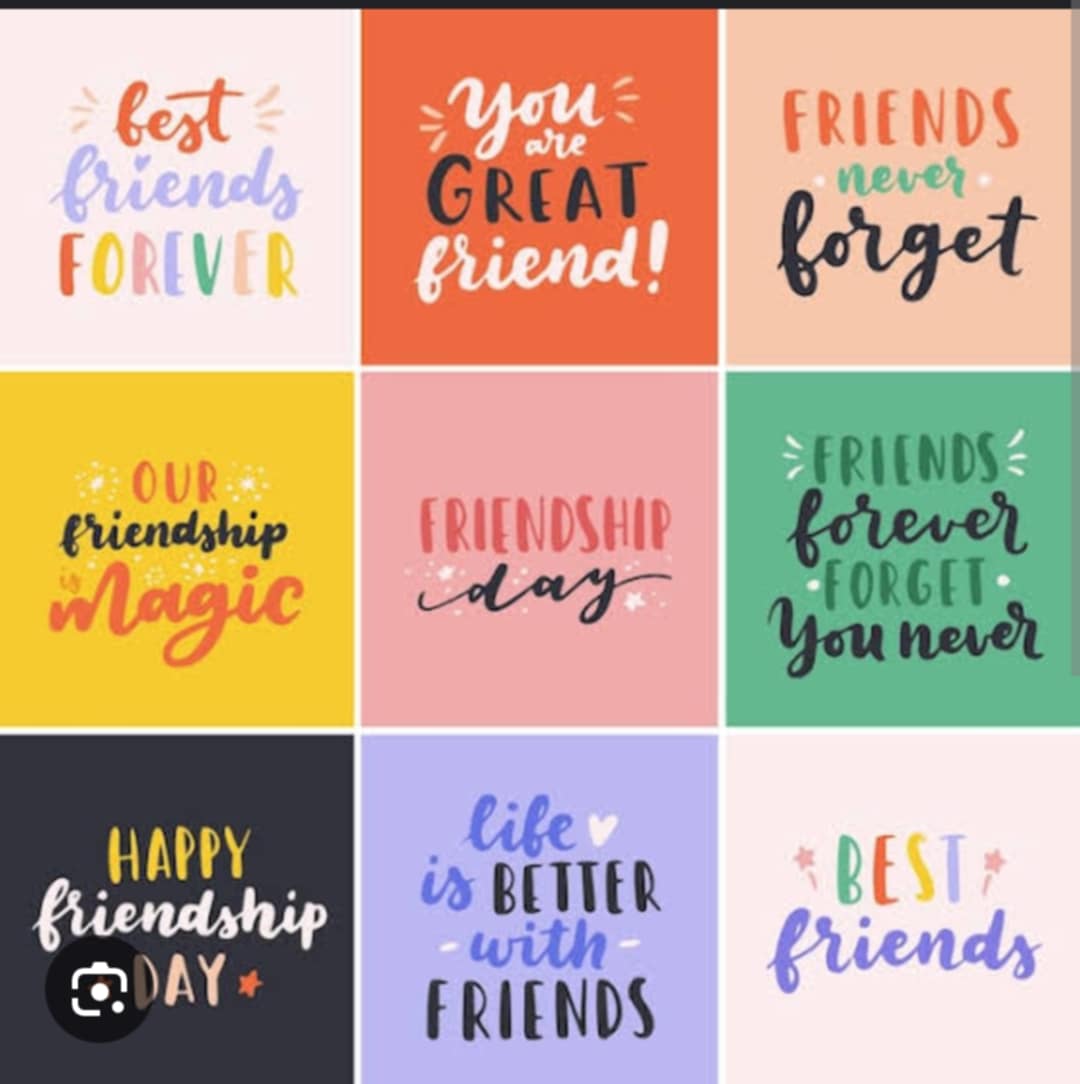 best
friends
FOREVER
You
are
GREAT
friend!
FRIENDS
never
forget
OUR
friendship
is
Magic
FRIENDSHIP
day
FRIENDS
forever
FORGET
You never
HAPPY
friendship
DAY
life
is BETTER
with
FRIENDS
BEST
friends